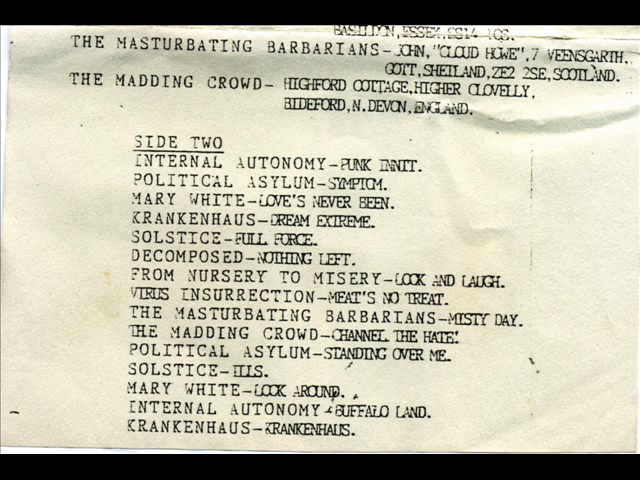 BASILDON, ESSEX, SS14 1QS.
THE MASTURBATING BARBARIANS-JOHN, "CLOUD HOWE", 7 VEENSGARTH.
GOTT, SHETLAND, ZE2 2SE, SCOTLAND.
THE MADDING CROWD- HIGHFORD COTTAGE, HIGHER CLOVELLY,
BIDEFORD, N. DEVON, ENGLAND.
SIDE TWO
INTERNAL AUTONOMY-PUNK INNIT.
POLITICAL ASYLUM-SYMPTOM.
MARY WHITE-LOVE'S NEVER BEEN.
KRANKENHAUS-DREAM EXTREME.
SOLSTICE-FULL FORCE.
DECOMPOSED-NOTHING LEFT.
FROM NURSERY TO MISERY-LOOK AND LAUGH.
VIRUS INSURRECTION-MEAT'S NO TREAT.
THE MASTURBATING BARBARIANS-MISTY DAY.
THE MADDING CROWD-CHANNEL THE HATE!
POLITICAL ASYLUM-STANDING OVER ME.
SOLSTICE-ILLS.
MARY WHITE-LOOK AROUND.
INTERNAL AUTONOMY-BUFFALO LAND.
KRANKENHAUS-KRANKENHAUS.